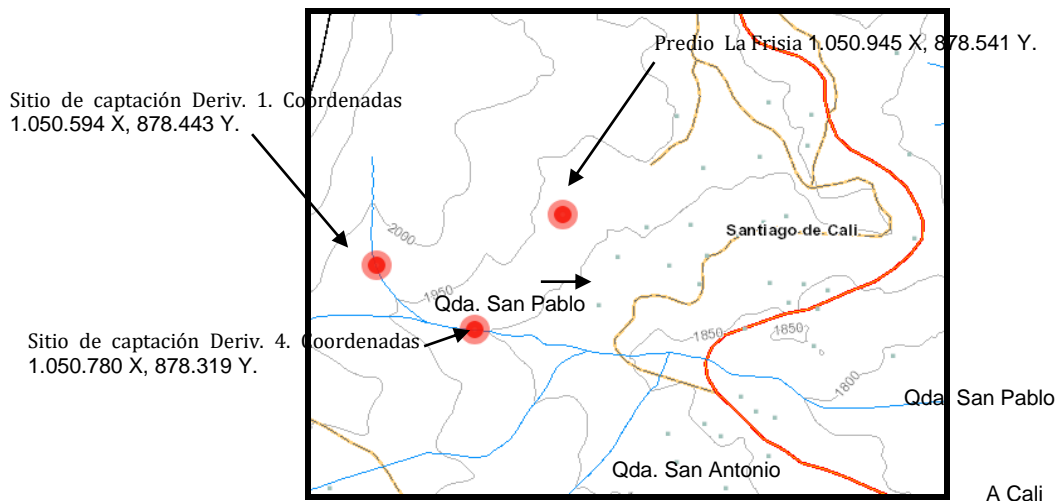 Predio La Frisia 1.050.945 X, 878.541 Y.
Sitio de captación Deriv. 1. Coordenadas
1.050.594 X, 878.443 Y.
2000
Santiago de Cali
1950
Qda. San Pablo
Sitio de captación Deriv. 4. Coordenadas
1.050.780 X, 878.319 Y.
1850
1850
1800
Qda. San Pablo
Qda. San Antonio
A Cali